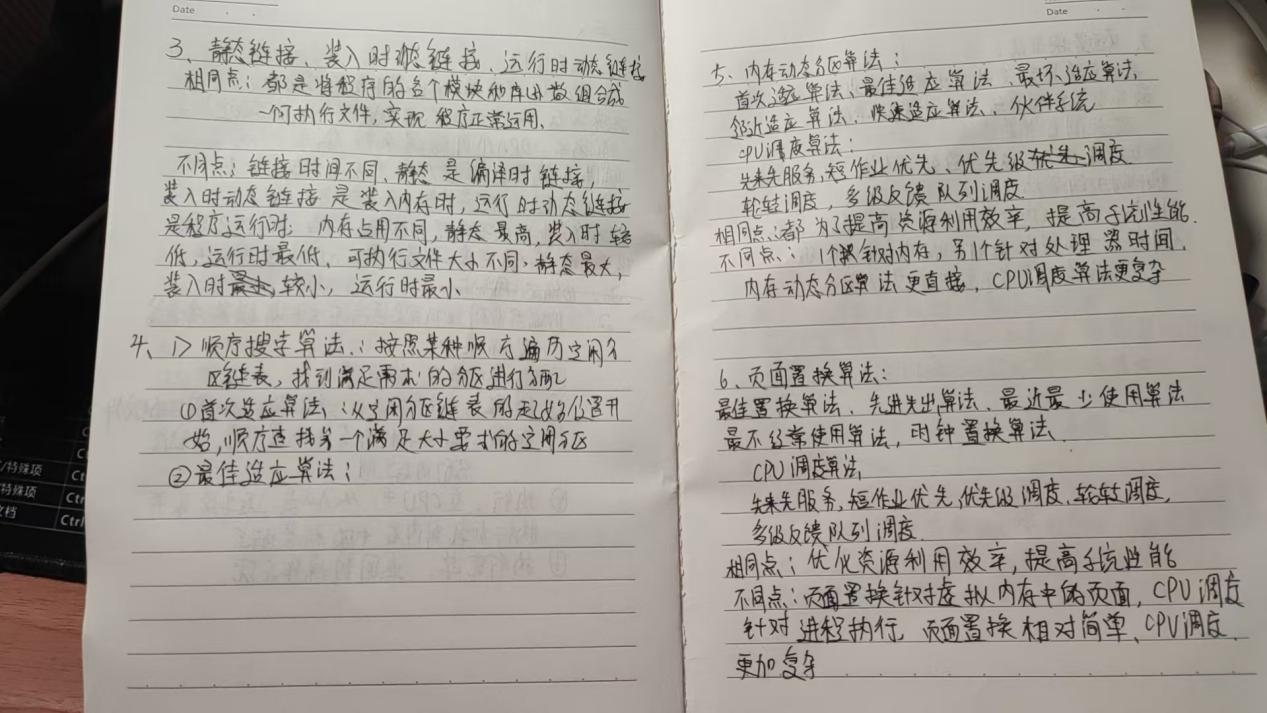 Date
3、静态链接、装入时动态链接、运行时动态链接
相同点：都是将程序的各个模块和库函数组合成
一个可执行文件，实现程序正常运用、
不同点：链接时间不同、静态是编译时链接，
装入时动态链接是装入内存时，运行时动态链接
是程序运行时；内存占用不同，静态最高，装入时较
低，运行时最低、可执行文件大小不同，静态最大，
装入时较小，运行时最小
4、1> 顺序搜索算法：按照某种顺序遍历空闲分
区链表，找到满足需求的分区进行分配
①首次适应算法：从空闲分区链表的起始位置开
始，顺序查找第一个满足大小要求的空闲分区
②最佳适应算法：
Date
5、内存动态分区算法：
首次适应算法、最佳适应算法、最坏适应算法，
邻近适应算法、快速适应算法、伙伴系统
CPU调度算法：
先来先服务，短作业优先、优先级调度
轮转调度，多级反馈队列调度
相同点：都为了提高资源利用效率，提高系统性能.
不同点：1个针对内存，另1个针对处理器时间.
内存动态分区算法更直接，CPU调度算法更复杂
6、页面置换算法：
最佳置换算法、先进先出算法、最近最少使用算法
最不经常使用算法，时钟置换算法、
CPU调度算法，
先来先服务，短作业优先，优先级调度、轮转调度，
多级反馈队列调度.
相同点：优化资源利用效率，提高系统性能
不同点：页面置换针对虚拟内存中的页面，CPU调度
针对进程执行，页面置换相对简单、CPU调度
更加复杂
/特殊项
/特殊项
文档
Ctrl